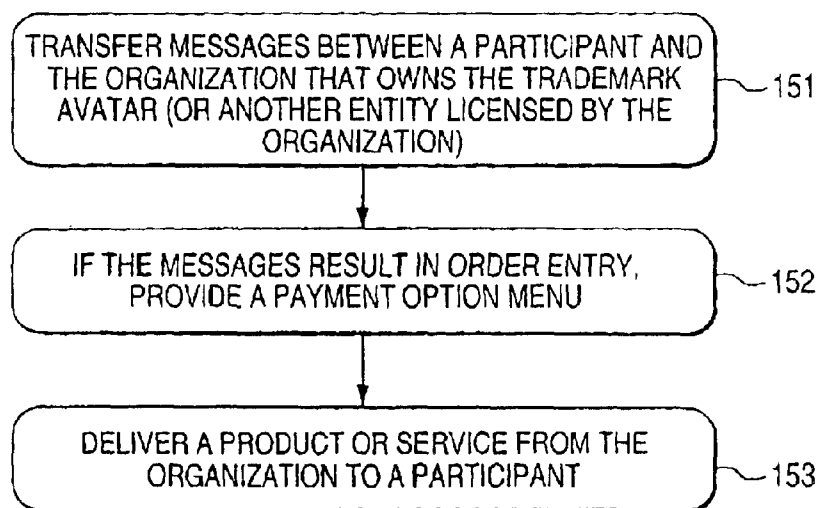 TRANSFER MESSAGES BETWEEN A PARTICIPANT AND
THE ORGANIZATION THAT OWNS THE TRADEMARK
AVATAR (OR ANOTHER ENTITY LICENSED BY THE
ORGANIZATION)
151
IF THE MESSAGES RESULT IN ORDER ENTRY,
PROVIDE A PAYMENT OPTION MENU
152
DELIVER A PRODUCT OR SERVICE FROM THE
ORGANIZATION TO A PARTICIPANT
153